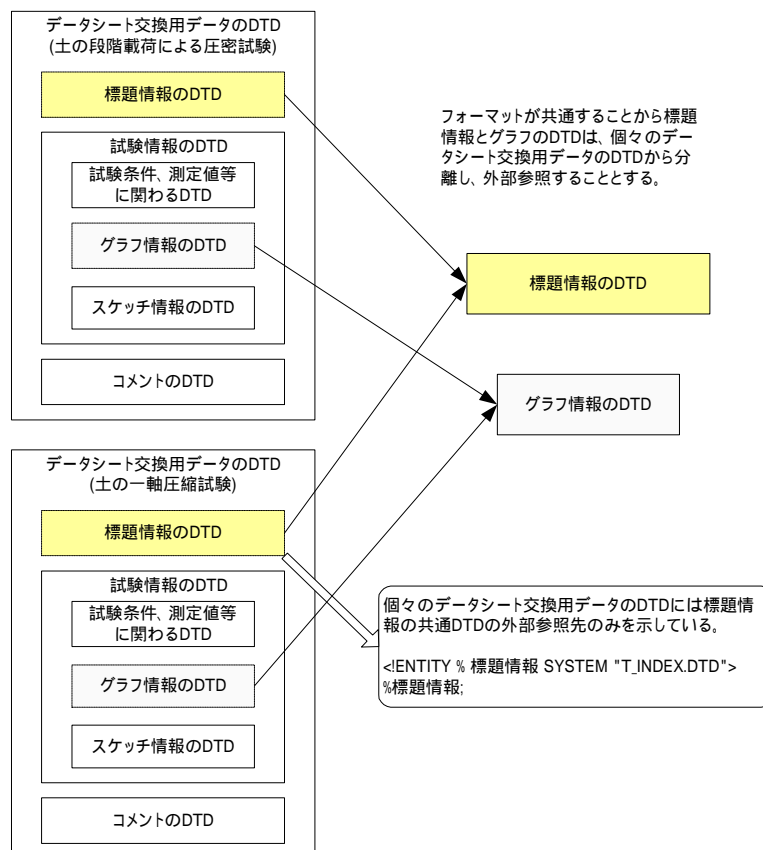 データシート交換用データのDTD
(土の段階載荷による圧密試験)
標題情報のDTD
試験情報のDTD
試験条件、測定値等
に関わるDTD
グラフ情報のDTD
スケッチ情報のDTD
コメントのDTD
フォーマットが共通することから標題
情報とグラフのDTDは、個々のデー
タシート交換用データのDTDから分
離し、外部参照することとする。
標題情報のDTD
グラフ情報のDTD
データシート交換用データのDTD
(土の一軸圧縮試験)
標題情報のDTD
試験情報のDTD
試験条件、測定値等
に関わるDTD
グラフ情報のDTD
スケッチ情報のDTD
コメントのDTD
個々のデータシート交換用データのDTDには標題情
報の共通DTDの外部参照先のみを示している。
<!ENTITY % 標題情報 SYSTEM "T_INDEX.DTD">
%標題情報;